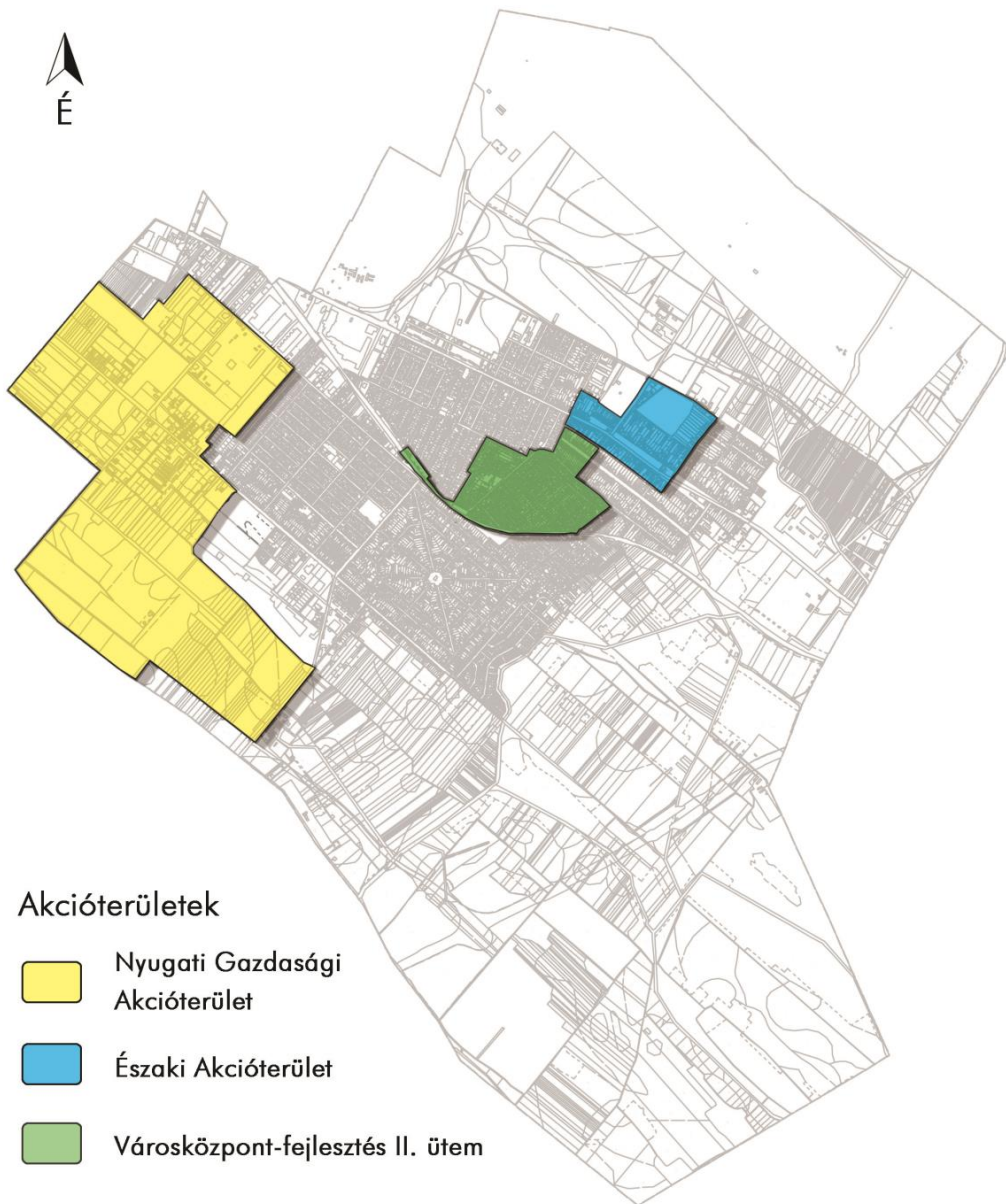 É
Akcióterületek
Nyugati Gazdasági
Akcióterület
Északi Akcióterület
Városközpont-fejlesztés II. ütem